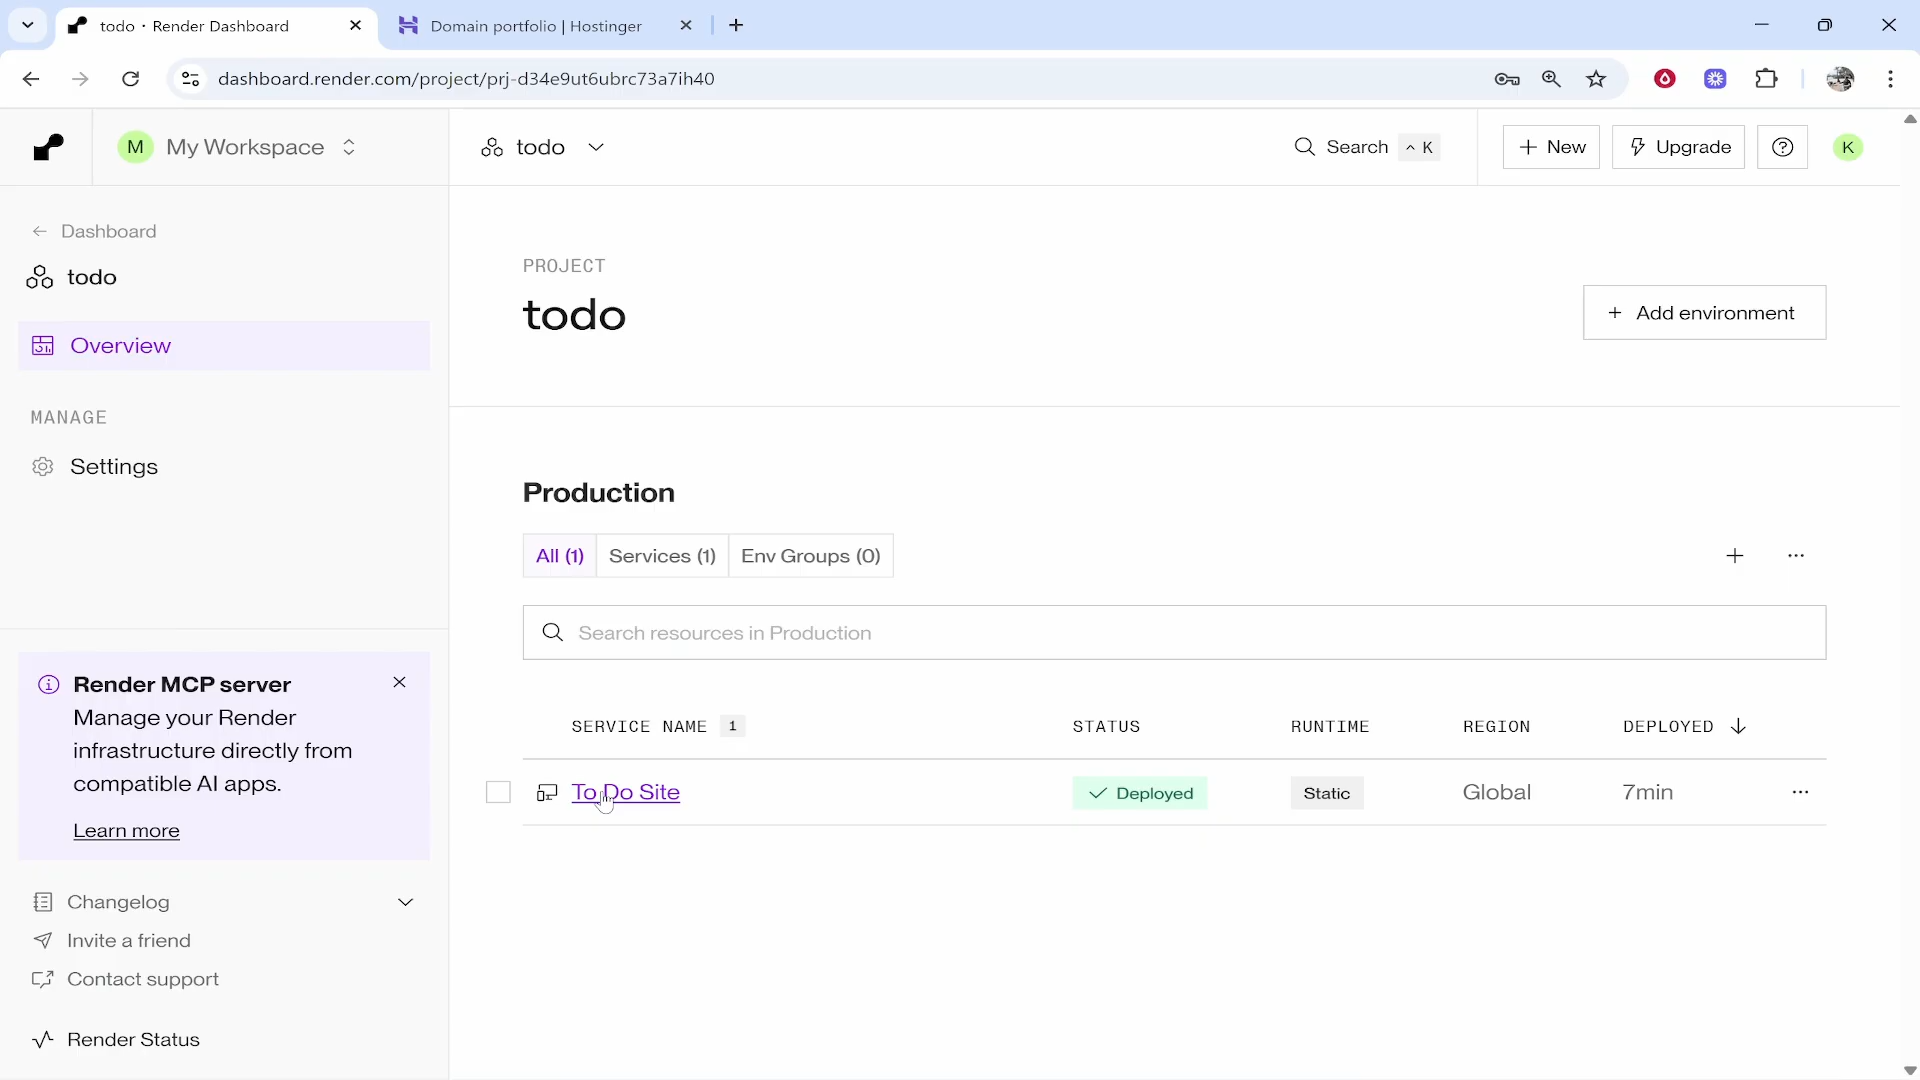 todo · Render Dashboard
Domain portfolio | Hostinger
dashboard.render.com/project/prj-d34e9ut6ubrc73a7ih40
M My Workspace
todo
Search ^ K
+ New
Upgrade
K
← Dashboard
todo
Overview
MANAGE
Settings
Render MCP server
Manage your Render
infrastructure directly from
compatible AI apps.
Learn more
Changelog
Invite a friend
Contact support
Render Status
PROJECT
todo
+ Add environment
Production
All (1)
Services (1)
Env Groups (0)
Search resources in Production
SERVICE NAME 1 STATUS RUNTIME REGION DEPLOYED ↓
To Do Site Deployed Static Global 7min